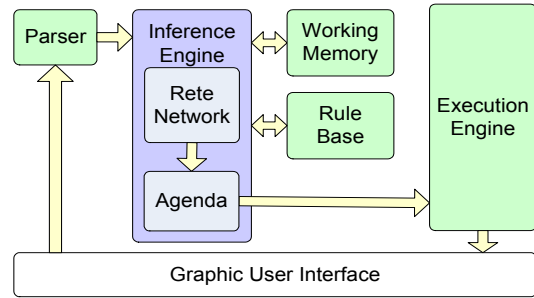 Parser
Inference
Engine
Rete
Network
Agenda
Working
Memory
Rule
Base
Execution
Engine
Graphic User Interface